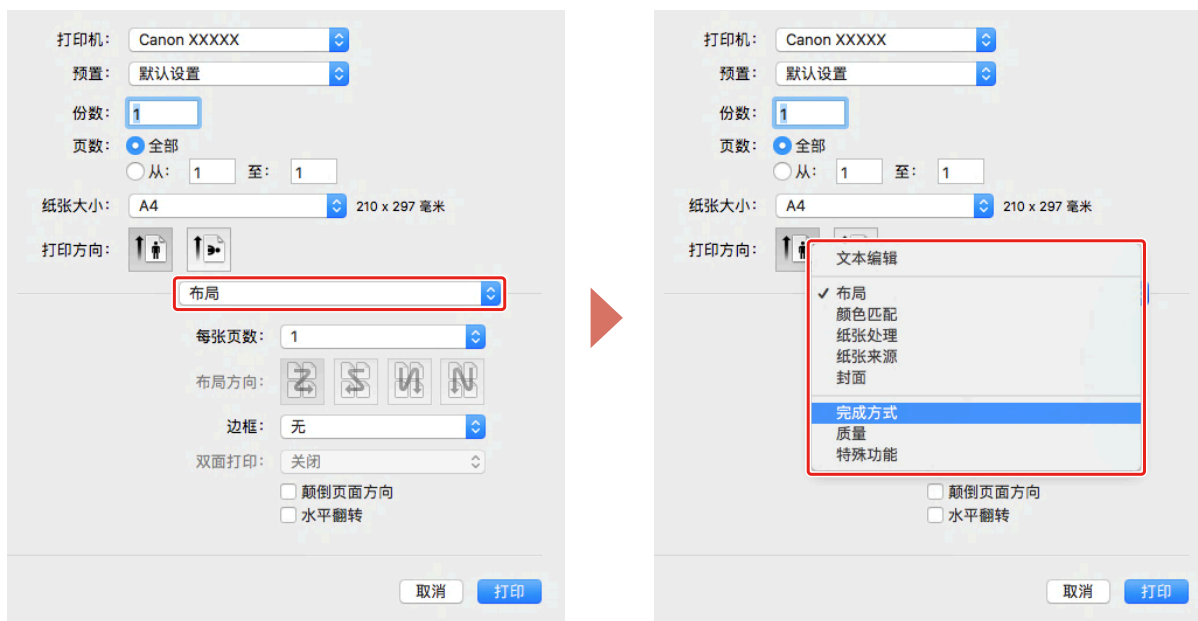 打印机： Canon XXXXX
预置： 默认设置
份数： 1
页数： 全部
从： 1 至： 1
纸张大小： A4 210 x 297 毫米
打印方向：
布局
每张页数： 1
布局方向：
边框： 无
双面打印： 关闭
颠倒页面方向
水平翻转
取消 打印
打印机： Canon XXXXX
预置： 默认设置
份数： 1
页数： 全部
从： 1 至： 1
纸张大小： A4 210 x 297 毫米
打印方向：
文本编辑
✓ 布局
颜色匹配
纸张处理
纸张来源
封面
完成方式
质量
特殊功能
颠倒页面方向
水平翻转
取消 打印